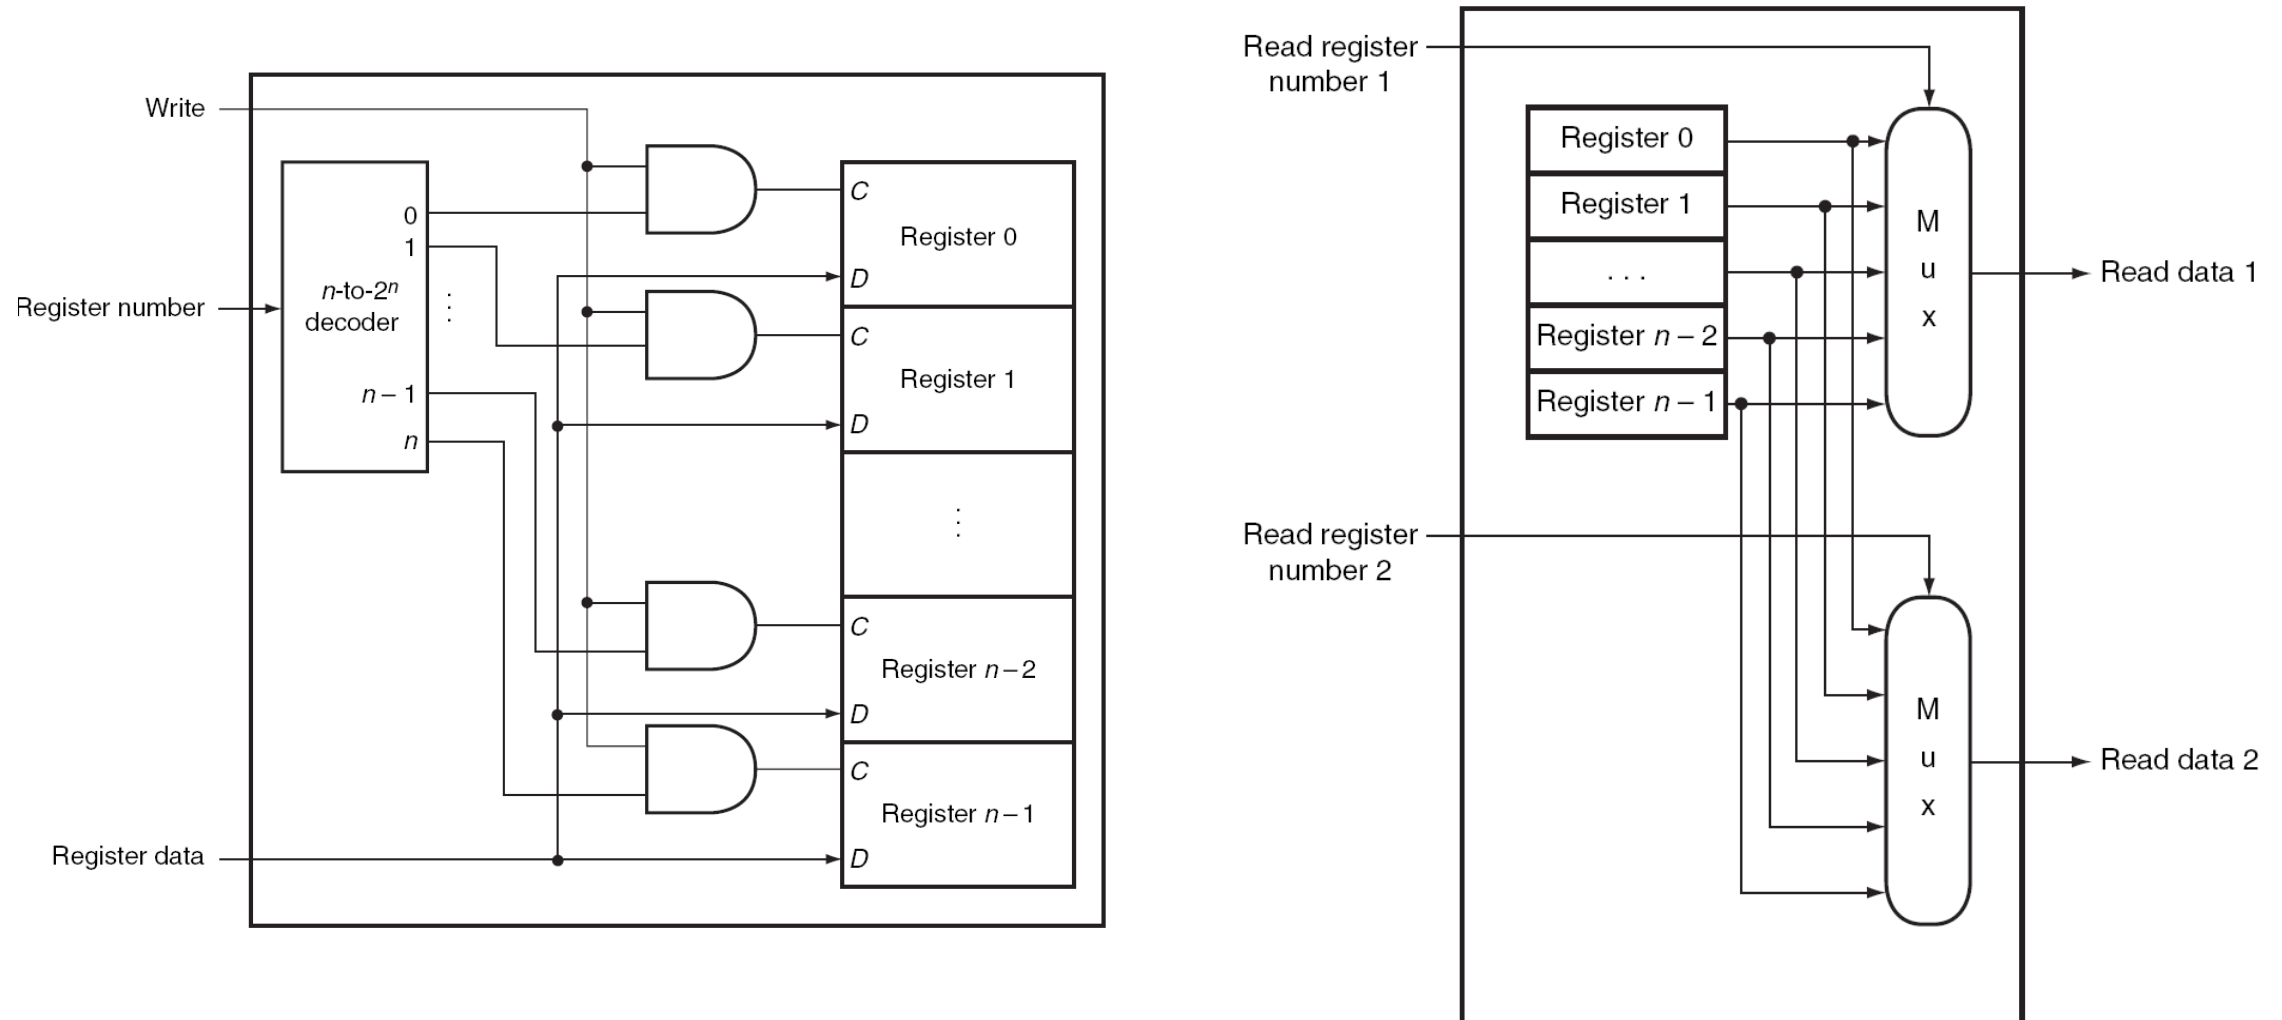 Write
0
1
n-to-2ⁿ
decoder
⋮
n – 1
n
Register number
Register data
C
Register 0
D
C
Register 1
D
⋮
C
Register n – 2
D
C
Register n – 1
D
Read register
number 1
Register 0
Register 1
. . .
Register n – 2
Register n – 1
M
u
x
Read data 1
Read register
number 2
M
u
x
Read data 2